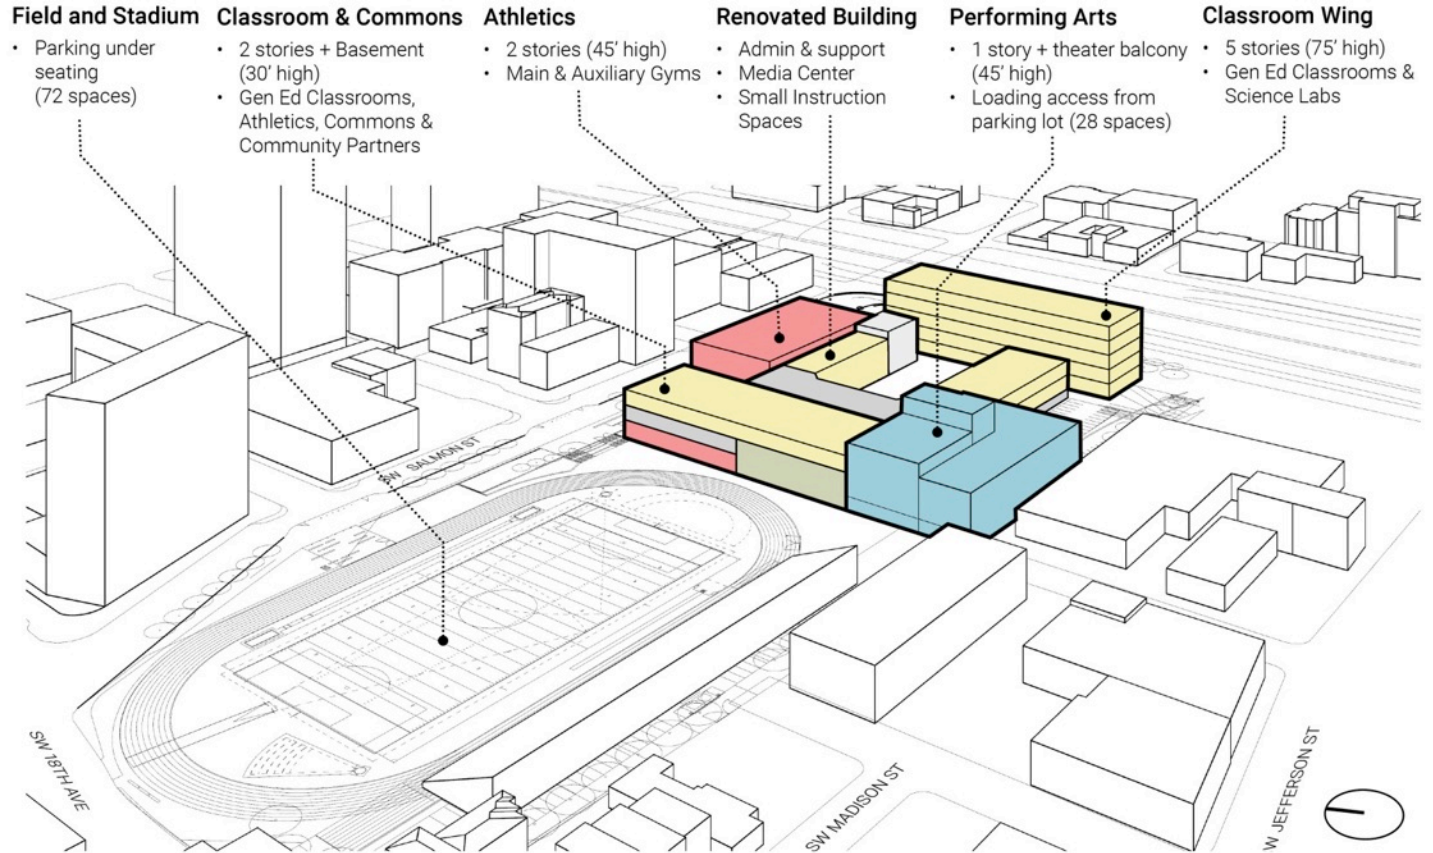 Field and Stadium
• Parking under
seating
(72 spaces)
Classroom & Commons
• 2 stories + Basement
(30' high)
• Gen Ed Classrooms,
Athletics, Commons &
Community Partners
Athletics
• 2 stories (45' high)
• Main & Auxiliary Gyms
Renovated Building
• Admin & support
• Media Center
• Small Instruction
Spaces
Performing Arts
• 1 story + theater balcony
(45' high)
• Loading access from
parking lot (28 spaces)
Classroom Wing
• 5 stories (75' high)
• Gen Ed Classrooms &
Science Labs
SW SALMON ST
SW 18TH AVE
SW MADISON ST
W JEFFERSON ST